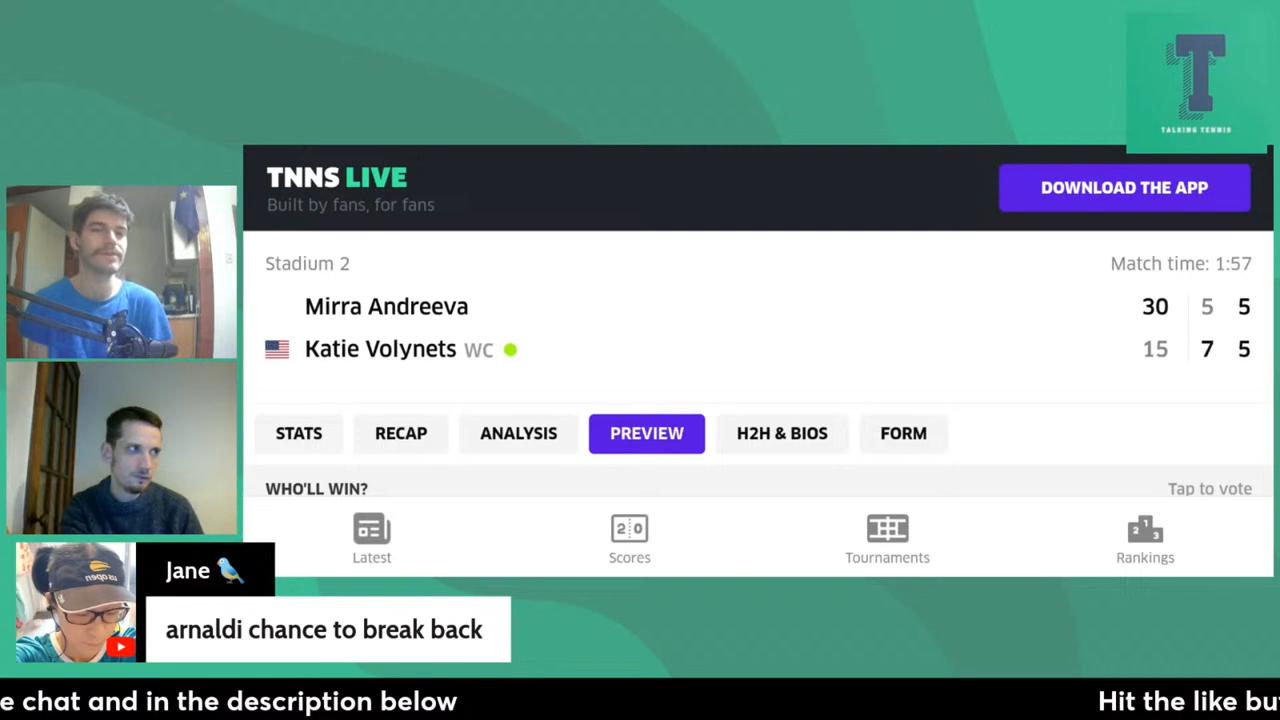 T
TALKING TENNIS
TNNS LIVE
Built by fans, for fans
DOWNLOAD THE APP
Stadium 2
Match time: 1:57
Mirra Andreeva 30 5 5
Katie Volynets WC 15 7 5
STATS RECAP ANALYSIS PREVIEW H2H & BIOS FORM
WHO'LL WIN? Tap to vote
Latest Scores Tournaments Rankings
Jane
arnaldi chance to break back
e chat and in the description below Hit the like bu